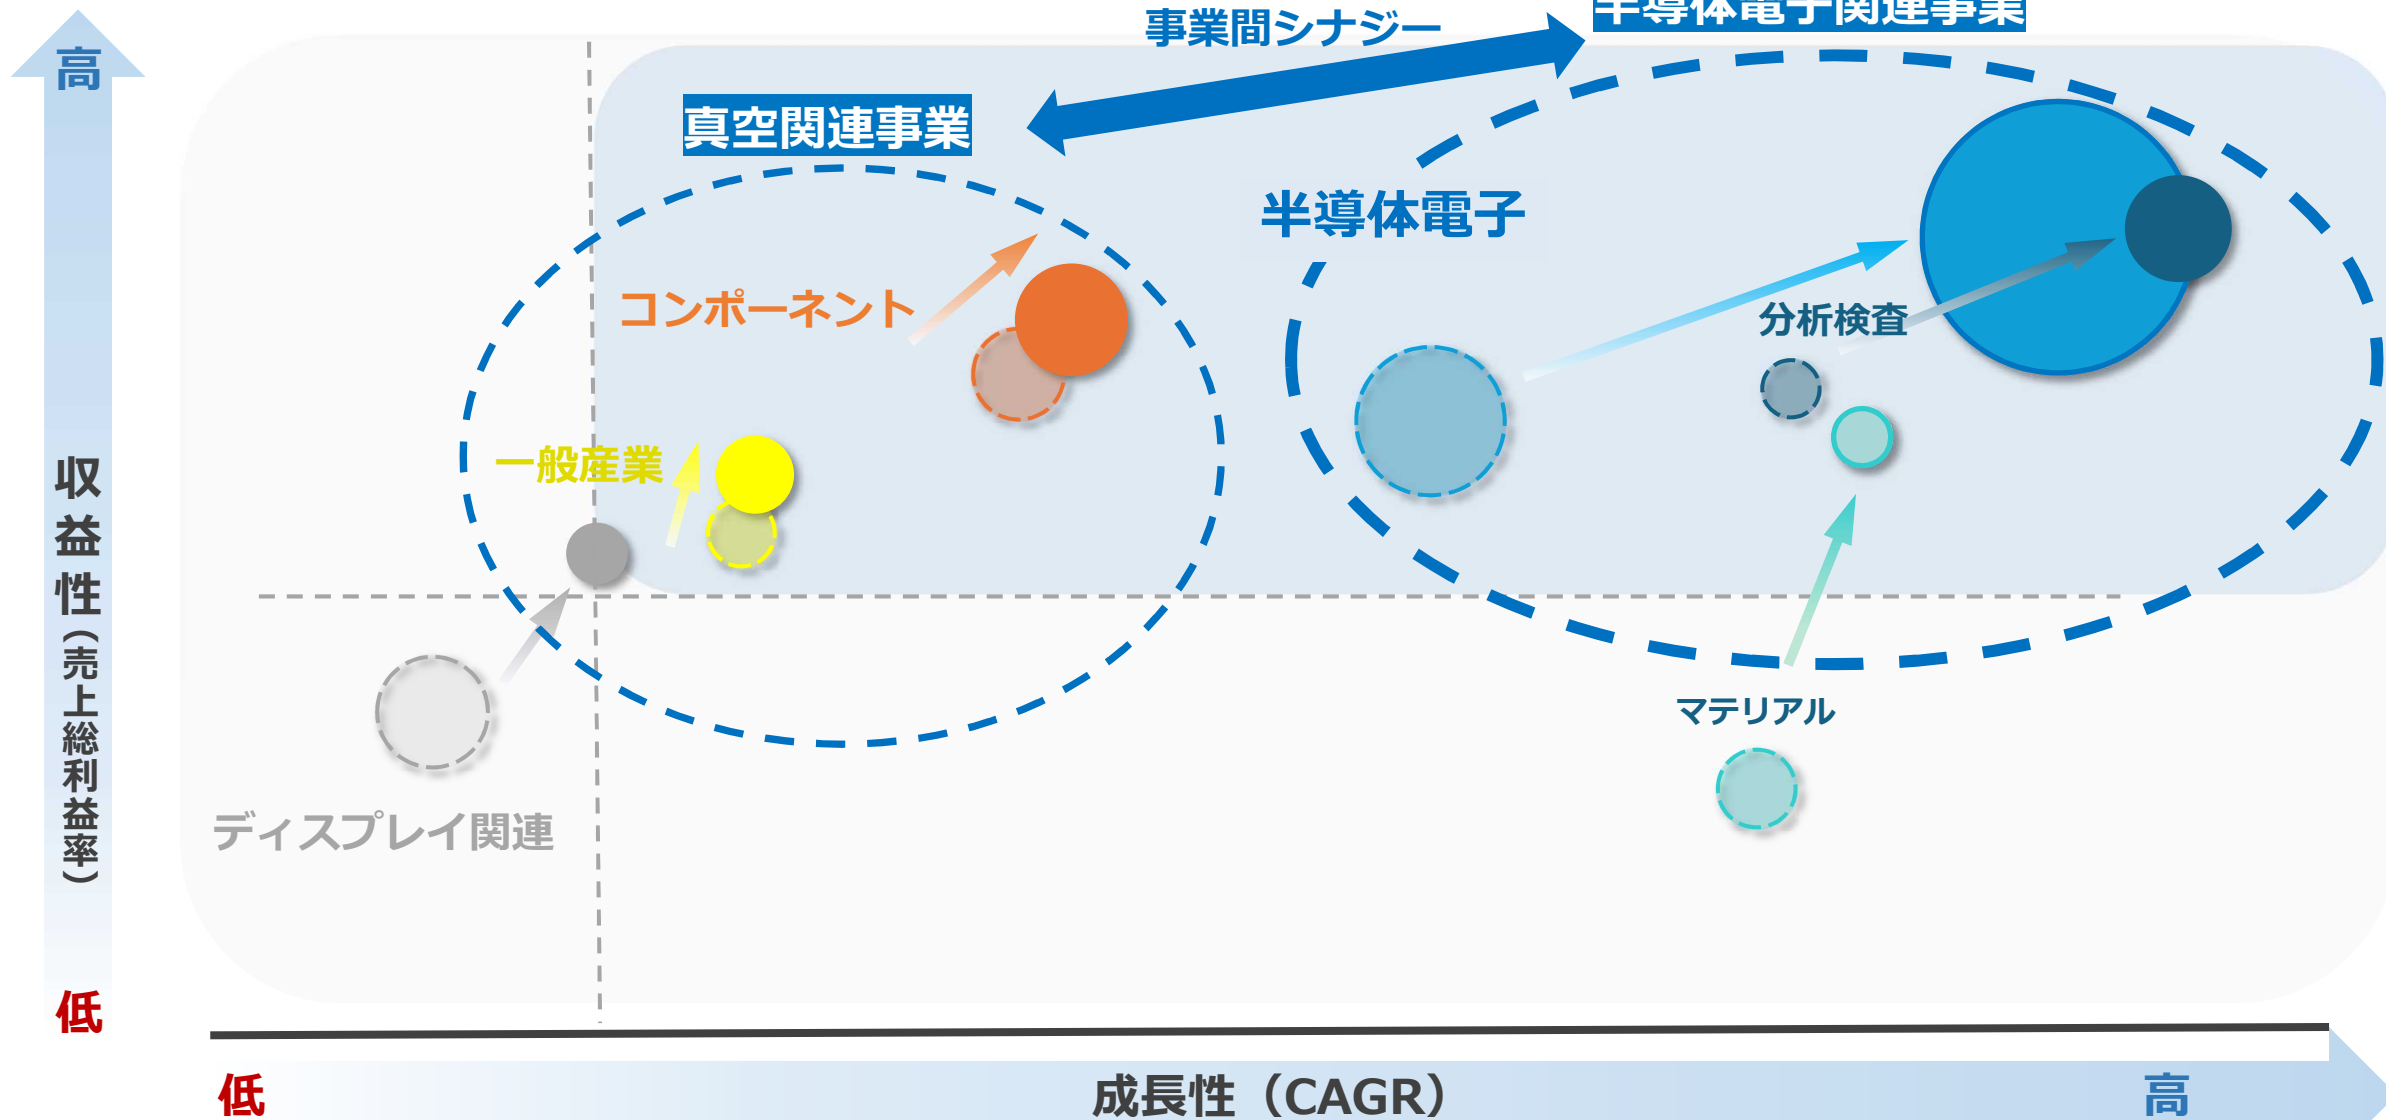 半導体電子関連事業
事業間シナジー
高
真空関連事業
半導体電子
コンポーネント
分析検査
一般産業
収益性（売上総利益率）
マテリアル
ディスプレイ関連
低
低
成長性（CAGR）
高